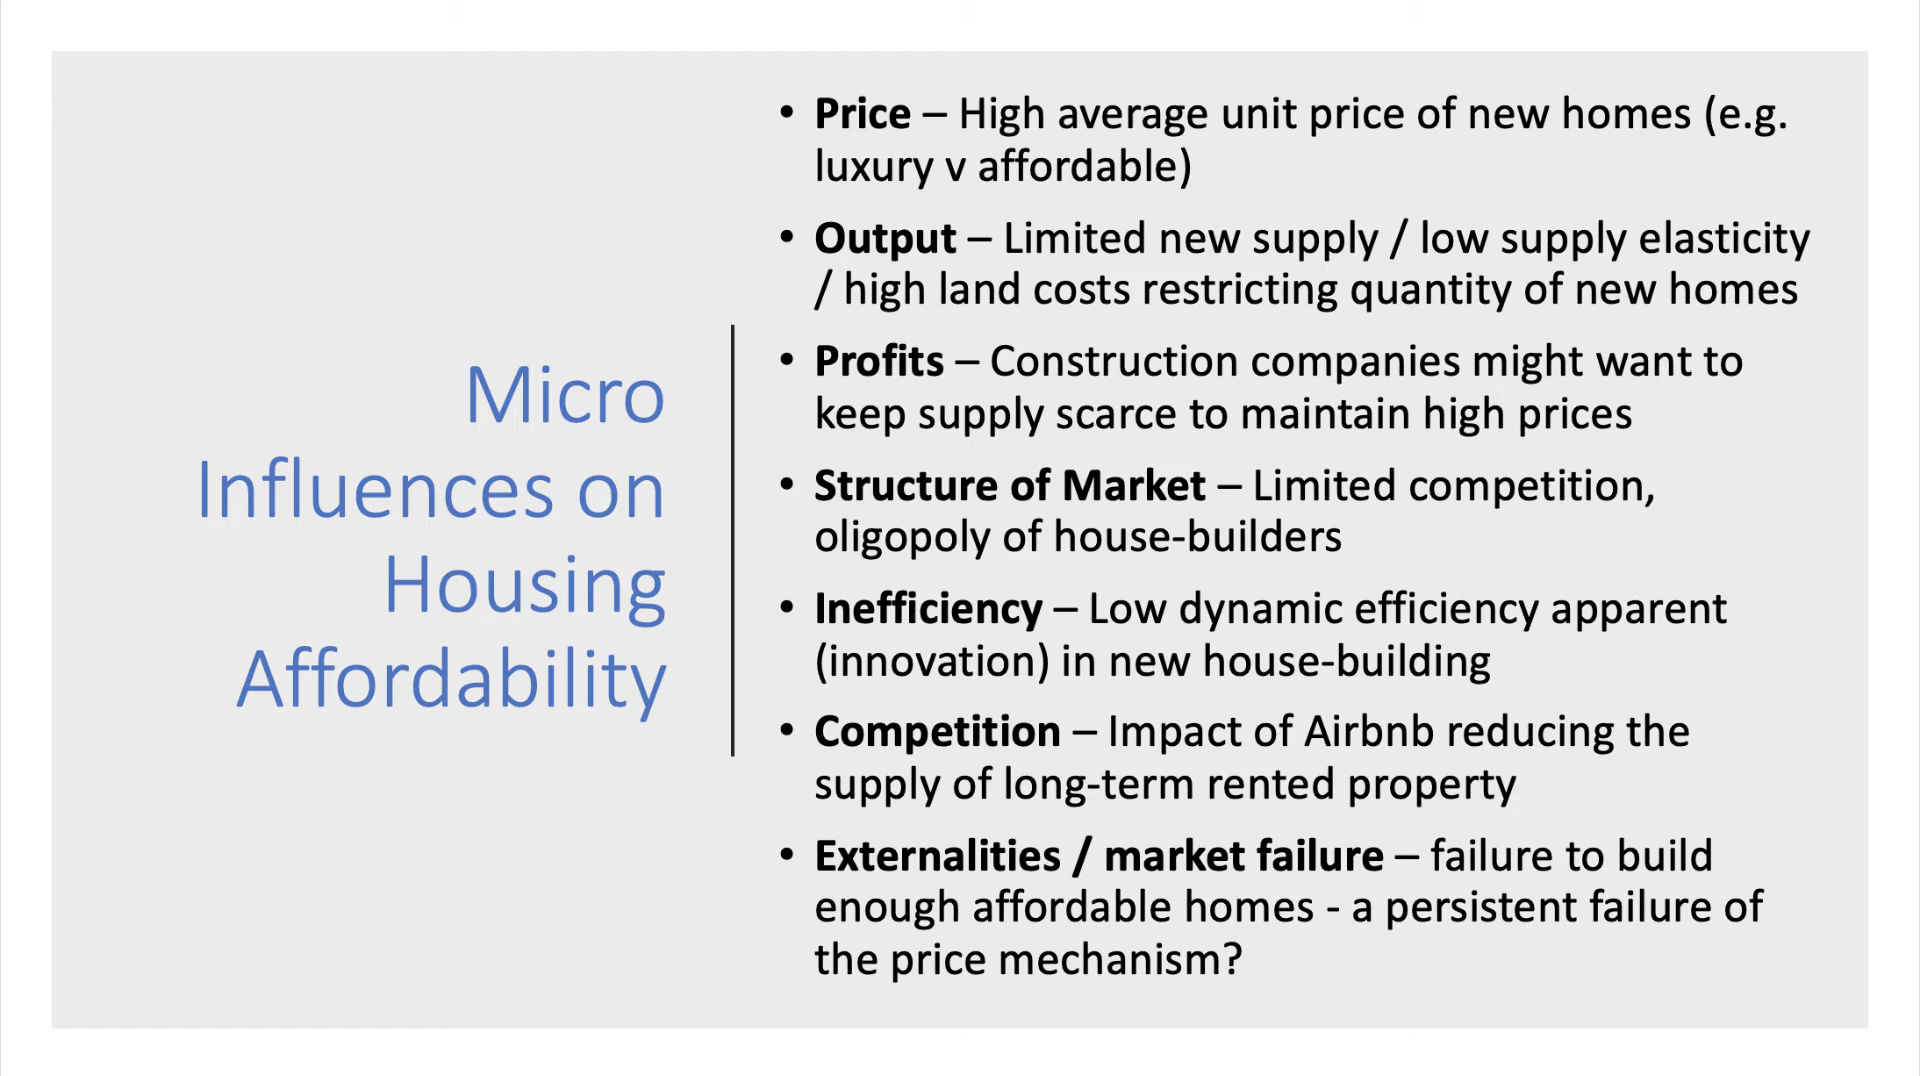 Micro
Influences on
Housing
Affordability
• Price – High average unit price of new homes (e.g.
luxury v affordable)
• Output – Limited new supply / low supply elasticity
/ high land costs restricting quantity of new homes
• Profits – Construction companies might want to
keep supply scarce to maintain high prices
• Structure of Market – Limited competition,
oligopoly of house-builders
• Inefficiency – Low dynamic efficiency apparent
(innovation) in new house-building
• Competition – Impact of Airbnb reducing the
supply of long-term rented property
• Externalities / market failure – failure to build
enough affordable homes - a persistent failure of
the price mechanism?